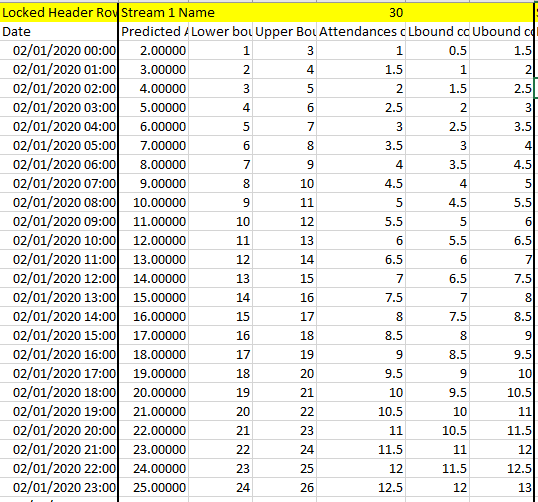 Locked Header Row Stream 1 Name 30
Date Predicted A Lower bou Upper Bou Attendances c Lbound cc Ubound cc
02/01/2020 00:00 2.00000 1 3 1 0.5 1.5
02/01/2020 01:00 3.00000 2 4 1.5 1 2
02/01/2020 02:00 4.00000 3 5 2 1.5 2.5
02/01/2020 03:00 5.00000 4 6 2.5 2 3
02/01/2020 04:00 6.00000 5 7 3 2.5 3.5
02/01/2020 05:00 7.00000 6 8 3.5 3 4
02/01/2020 06:00 8.00000 7 9 4 3.5 4.5
02/01/2020 07:00 9.00000 8 10 4.5 4 5
02/01/2020 08:00 10.00000 9 11 5 4.5 5.5
02/01/2020 09:00 11.00000 10 12 5.5 5 6
02/01/2020 10:00 12.00000 11 13 6 5.5 6.5
02/01/2020 11:00 13.00000 12 14 6.5 6 7
02/01/2020 12:00 14.00000 13 15 7 6.5 7.5
02/01/2020 13:00 15.00000 14 16 7.5 7 8
02/01/2020 14:00 16.00000 15 17 8 7.5 8.5
02/01/2020 15:00 17.00000 16 18 8.5 8 9
02/01/2020 16:00 18.00000 17 19 9 8.5 9.5
02/01/2020 17:00 19.00000 18 20 9.5 9 10
02/01/2020 18:00 20.00000 19 21 10 9.5 10.5
02/01/2020 19:00 21.00000 20 22 10.5 10 11
02/01/2020 20:00 22.00000 21 23 11 10.5 11.5
02/01/2020 21:00 23.00000 22 24 11.5 11 12
02/01/2020 22:00 24.00000 23 25 12 11.5 12.5
02/01/2020 23:00 25.00000 24 26 12.5 12 13